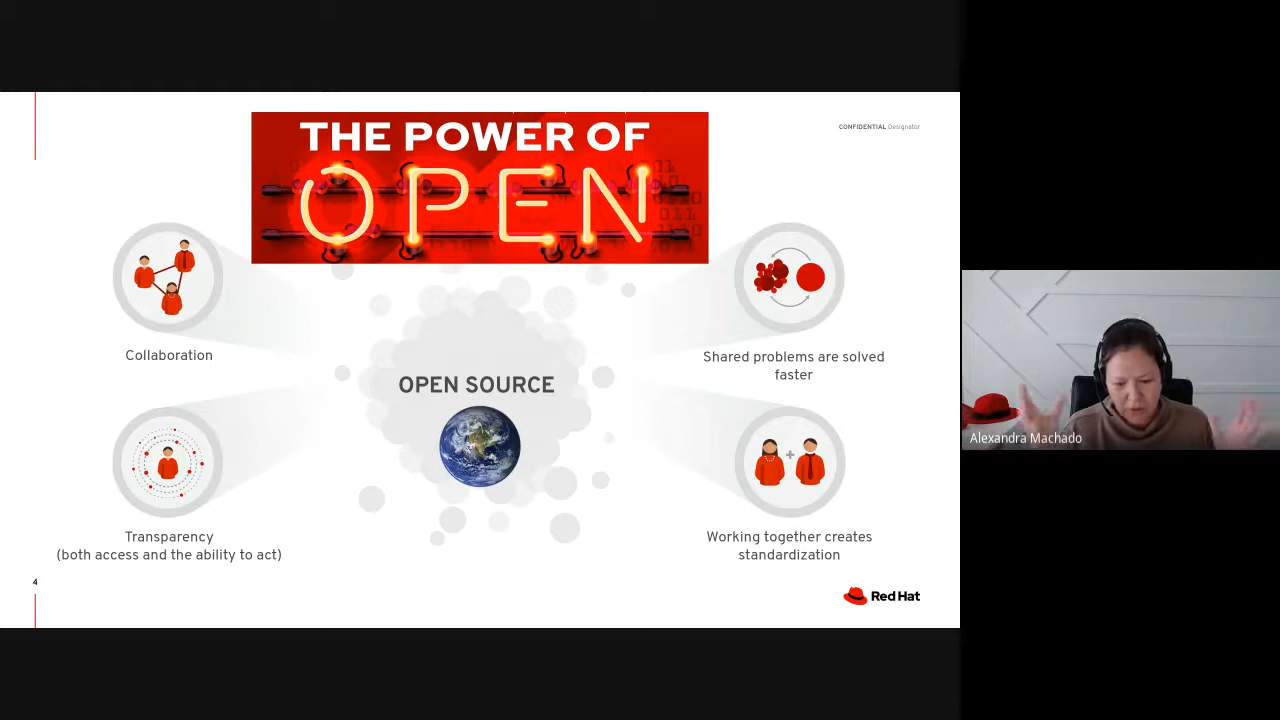 THE POWER OF
OPEN
CONFIDENTIAL Designator
Collaboration
Shared problems are solved
faster
OPEN SOURCE
Transparency
(both access and the ability to act)
Working together creates
standardization
4
Red Hat
Alexandra Machado